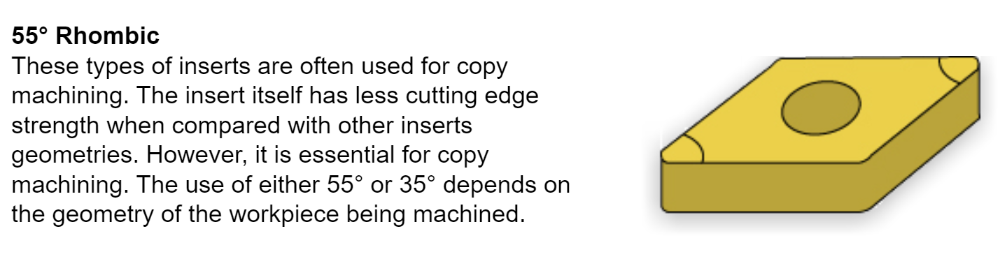 55° Rhombic
These types of inserts are often used for copy
machining. The insert itself has less cutting edge
strength when compared with other inserts
geometries. However, it is essential for copy
machining. The use of either 55° or 35° depends on
the geometry of the workpiece being machined.